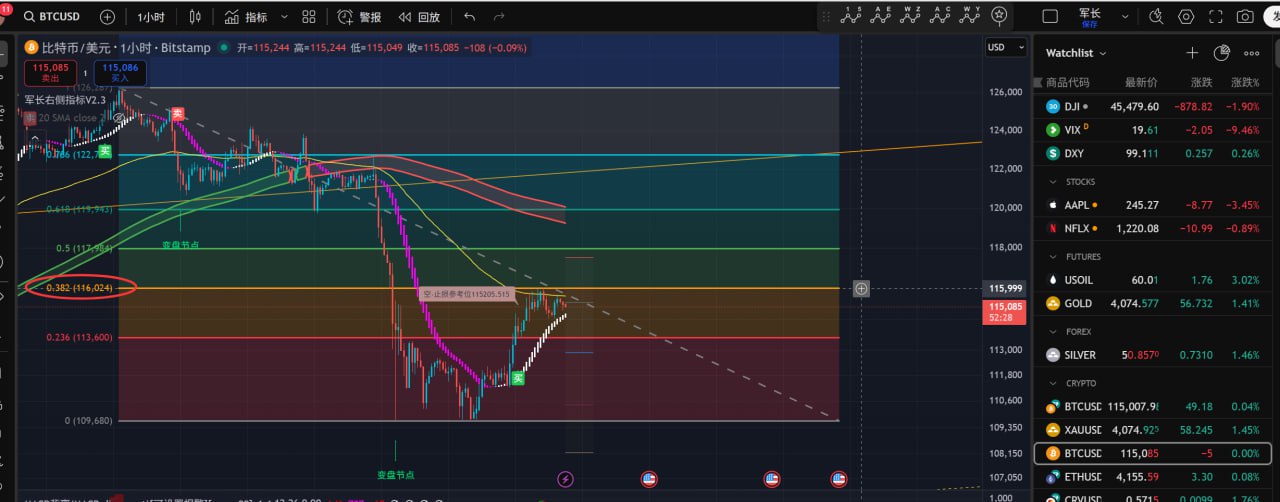 11
BTCUSD
1小时
指标
警报
回放
1 5
A E
W Z
A C
W Y
军长
保存
发
比特币/美元 · 1小时 · Bitstamp
开=115,244 高=115,244 低=115,049 收=115,085 −108 (−0.09%)
USD
115,085
卖出
1
115,086
买入
军长右侧指标V2.3
20 SMA close 2
卖
买
0.618 (119,943)
变盘节点
0.5 (117,984)
0.382 (116,024)
空 止损参考位115205.515
0.236 (113,600)
买
0 (109,680)
变盘节点
126,000
124,000
122,000
120,000
118,000
115,999
115,085
52:28
113,000
111,800
110,600
109,350
108,150
107,050
1,000
Watchlist
商品代码 最新价 涨跌 涨跌%
DJI 45,479.60 −878.82 −1.90%
VIX D 19.61 −2.05 −9.46%
DXY 99.111 0.257 0.26%
STOCKS
AAPL 245.27 −8.77 −3.45%
NFLX 1,220.08 −10.99 −0.89%
FUTURES
USOIL 60.01 1.76 3.02%
GOLD 4,074.577 56.732 1.41%
FOREX
SILVER 50.8570 0.7310 1.46%
CRYPTO
BTCUSD 115,007.98 49.18 0.04%
XAUUSD 4,074.925 58.245 1.45%
BTCUSD 115,085 −5 0.00%
ETHUSD 4,155.59 3.30 0.08%
CRVUSD 0.5715 0.0099 1.76%